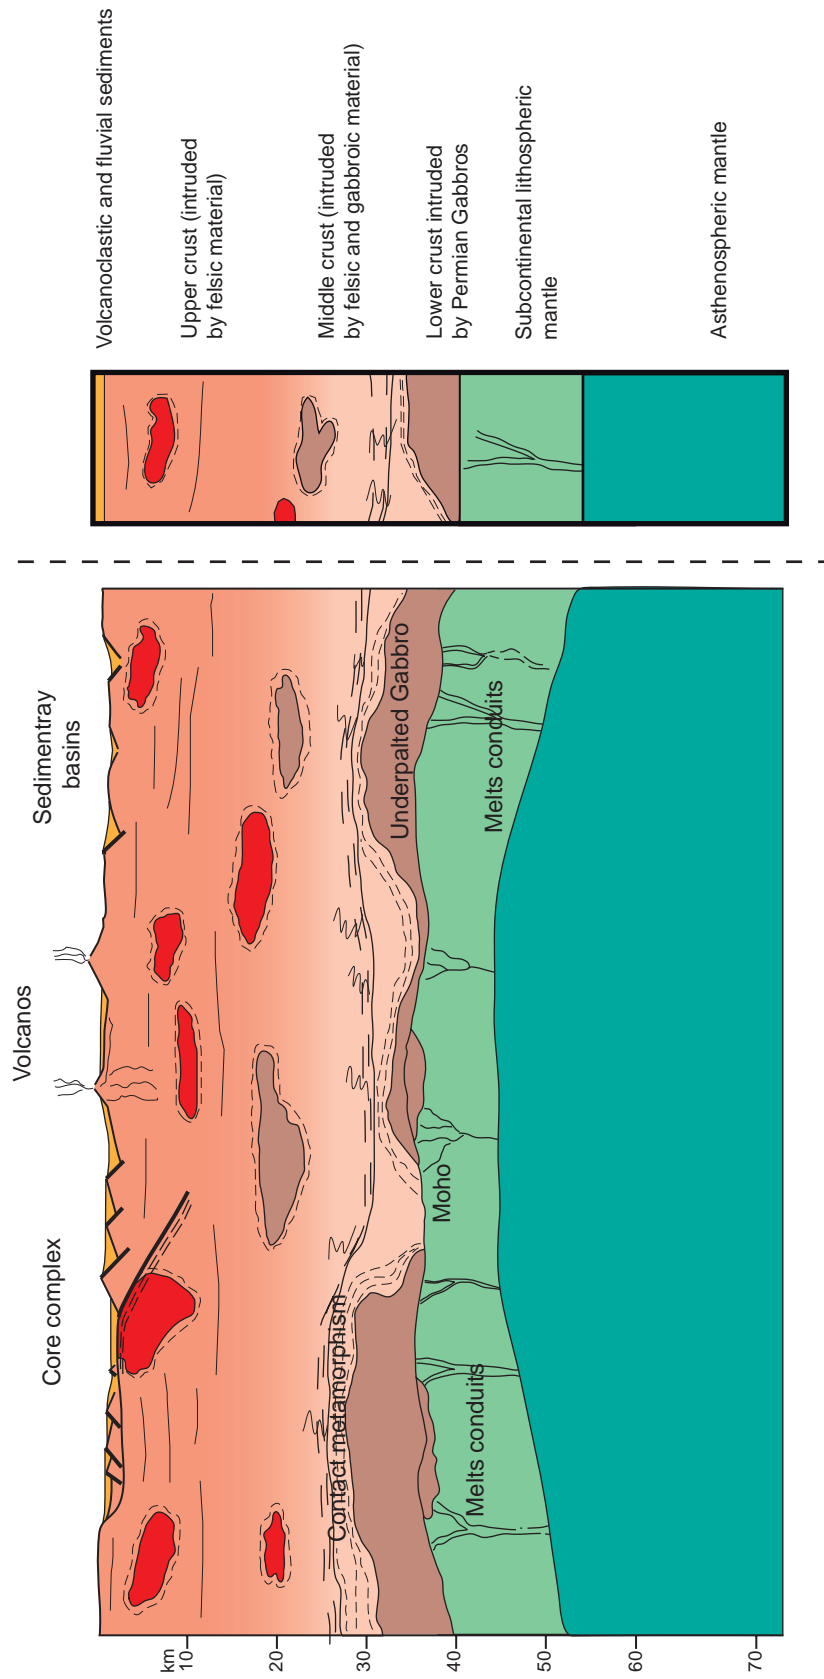 Sedimentray
basins
Volcanos
Core complex
Underpalted Gabbro
Melts conduits
Moho
Contact metamorphism
Melts conduits
km
10
20
30
40
50
60
70
Volcanoclastic and fluvial sediments
Upper crust (intruded
by felsic material)
Middle crust (intruded
by felsic and gabbroic material)
Lower crust intruded
by Permian Gabbros
Subcontinental lithospheric
mantle
Asthenospheric mantle